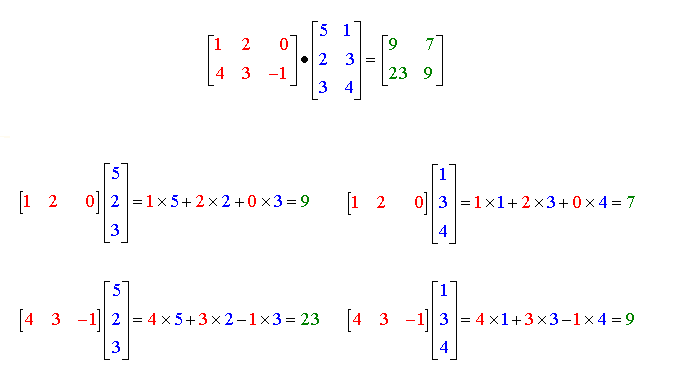 [1 2 0; 4 3 −1] • [5 1; 2 3; 3 4] = [9 7; 23 9]
[1 2 0] [5; 2; 3] = 1×5+2×2+0×3=9
[1 2 0] [1; 3; 4] = 1×1+2×3+0×4=7
[4 3 −1] [5; 2; 3] = 4×5+3×2−1×3=23
[4 3 −1] [1; 3; 4] = 4×1+3×3−1×4=9